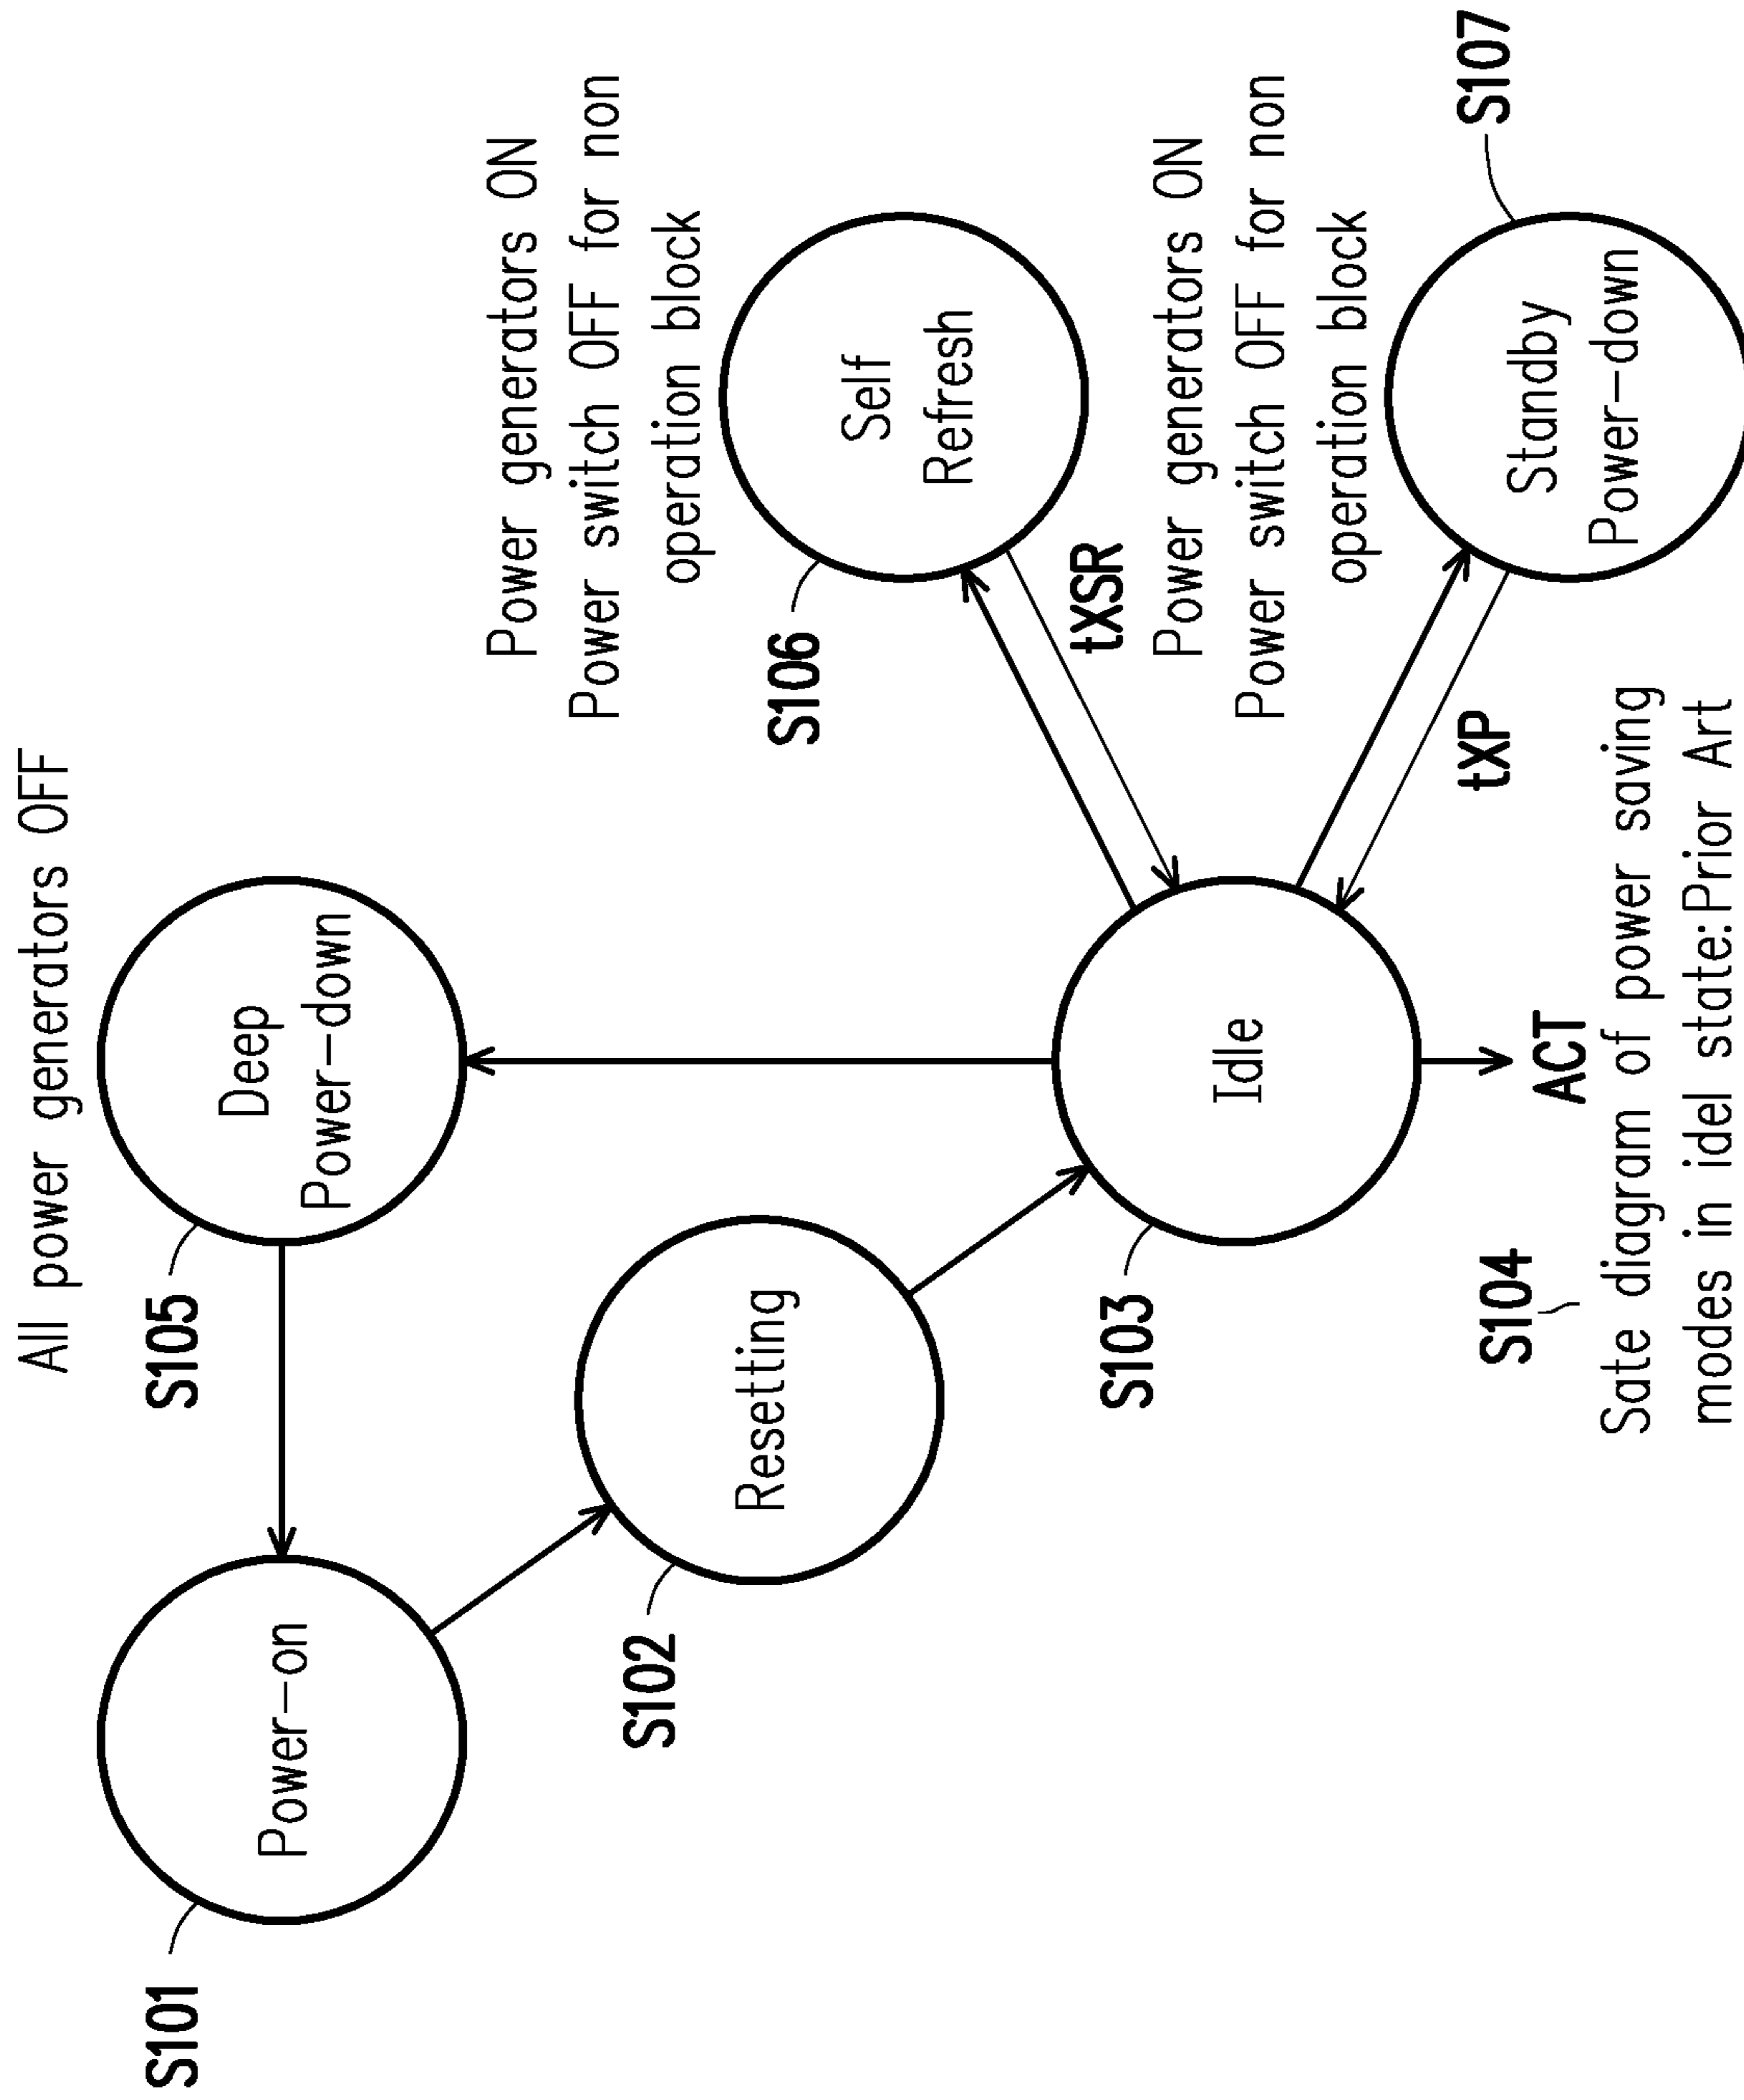 All power generators OFF
S101
Power-on
S105
Deep
Power-down
Power generators ON
Power switch OFF for non
operation block
S102
Resetting
S106
Self
Refresh
tXSR
S103
Idle
Power generators ON
Power switch OFF for non
operation block
tXP
S107
Standby
Power-down
S104
ACT
Sate diagram of power saving
modes in idel state:Prior Art